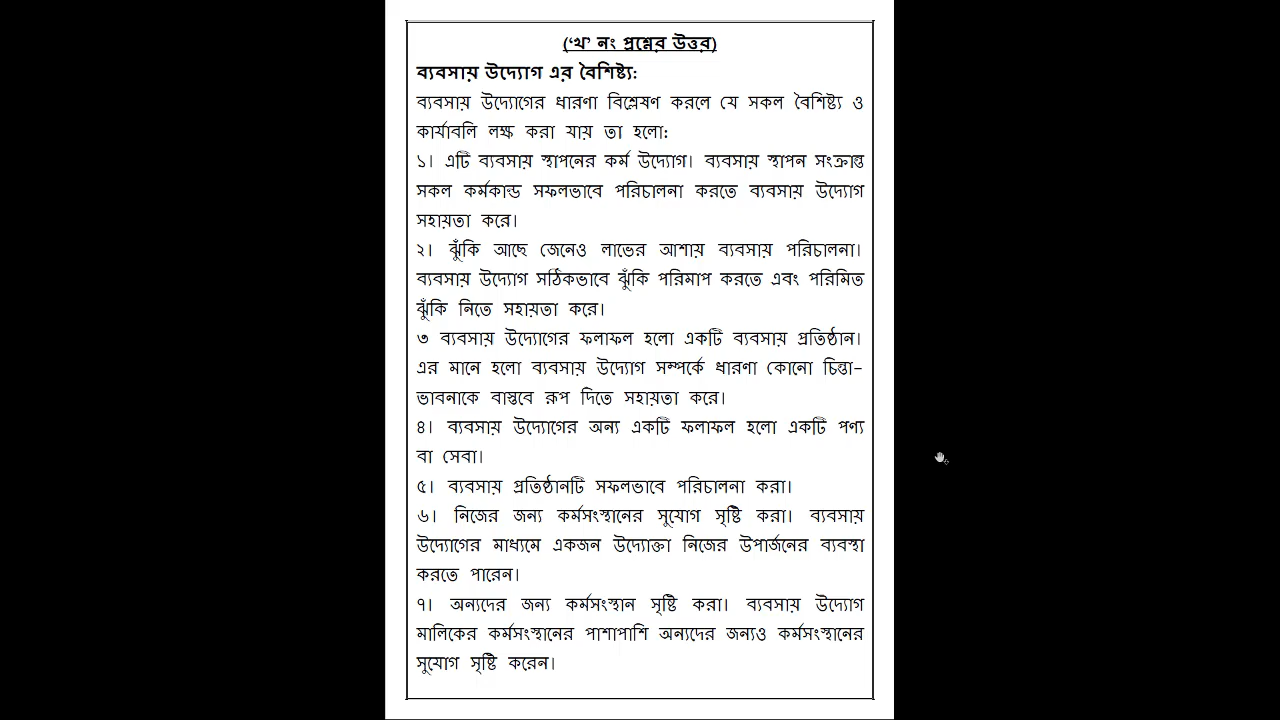 ('খ' নং প্রশ্নের উত্তর)
ব্যবসায় উদ্যোগ এর বৈশিষ্ট্য:
ব্যবসায় উদ্যোগের ধারণা বিশ্লেষণ করলে যে সকল বৈশিষ্ট্য ও
কার্যাবলি লক্ষ করা যায় তা হলো:
১। এটি ব্যবসায় স্থাপনের কর্ম উদ্যোগ। ব্যবসায় স্থাপন সংক্রান্ত
সকল কর্মকান্ড সফলভাবে পরিচালনা করতে ব্যবসায় উদ্যোগ
সহায়তা করে।
২। ঝুঁকি আছে জেনেও লাভের আশায় ব্যবসায় পরিচালনা।
ব্যবসায় উদ্যোগ সঠিকভাবে ঝুঁকি পরিমাপ করতে এবং পরিমিত
ঝুঁকি নিতে সহায়তা করে।
৩ ব্যবসায় উদ্যোগের ফলাফল হলো একটি ব্যবসায় প্রতিষ্ঠান।
এর মানে হলো ব্যবসায় উদ্যোগ সম্পর্কে ধারণা কোনো চিন্তা-
ভাবনাকে বাস্তবে রূপ দিতে সহায়তা করে।
৪। ব্যবসায় উদ্যোগের অন্য একটি ফলাফল হলো একটি পণ্য
বা সেবা।
৫। ব্যবসায় প্রতিষ্ঠানটি সফলভাবে পরিচালনা করা।
৬। নিজের জন্য কর্মসংস্থানের সুযোগ সৃষ্টি করা। ব্যবসায়
উদ্যোগের মাধ্যমে একজন উদ্যোক্তা নিজের উপার্জনের ব্যবস্থা
করতে পারেন।
৭। অন্যদের জন্য কর্মসংস্থান সৃষ্টি করা। ব্যবসায় উদ্যোগ
মালিকের কর্মসংস্থানের পাশাপাশি অন্যদের জন্যও কর্মসংস্থানের
সুযোগ সৃষ্টি করেন।